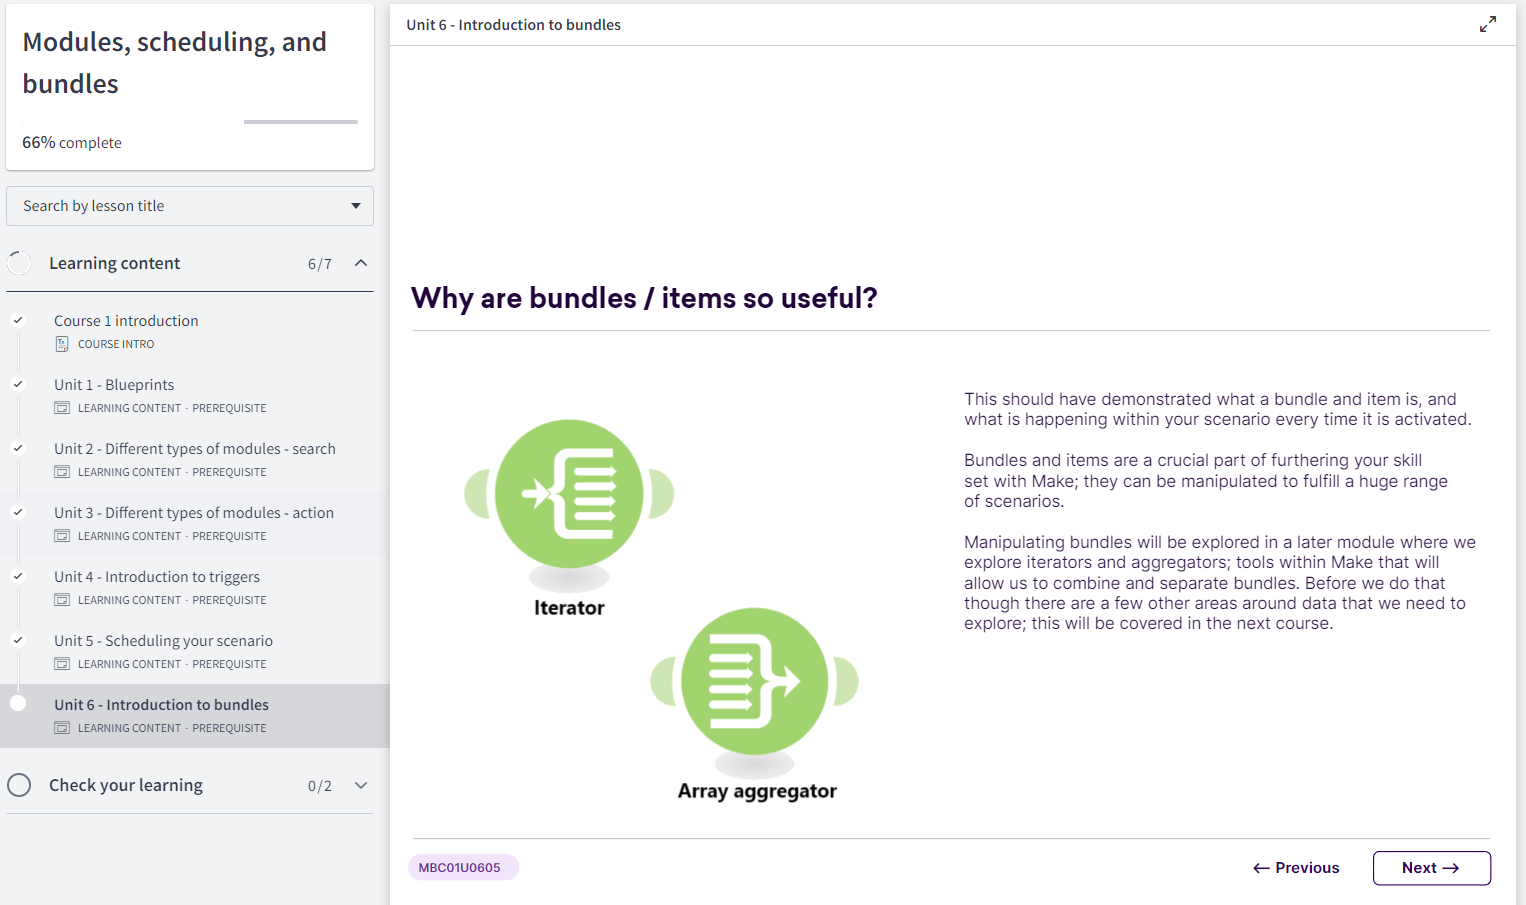 Modules, scheduling, and
bundles
66% complete
Search by lesson title
Learning content 6/7
Course 1 introduction
COURSE INTRO
Unit 1 - Blueprints
LEARNING CONTENT · PREREQUISITE
Unit 2 - Different types of modules - search
LEARNING CONTENT · PREREQUISITE
Unit 3 - Different types of modules - action
LEARNING CONTENT · PREREQUISITE
Unit 4 - Introduction to triggers
LEARNING CONTENT · PREREQUISITE
Unit 5 - Scheduling your scenario
LEARNING CONTENT · PREREQUISITE
Unit 6 - Introduction to bundles
LEARNING CONTENT · PREREQUISITE
Check your learning 0/2
Unit 6 - Introduction to bundles
Why are bundles / items so useful?
Iterator
Array aggregator
This should have demonstrated what a bundle and item is, and
what is happening within your scenario every time it is activated.
Bundles and items are a crucial part of furthering your skill
set with Make; they can be manipulated to fulfill a huge range
of scenarios.
Manipulating bundles will be explored in a later module where we
explore iterators and aggregators; tools within Make that will
allow us to combine and separate bundles. Before we do that
though there are a few other areas around data that we need to
explore; this will be covered in the next course.
MBC01U0605
← Previous
Next →